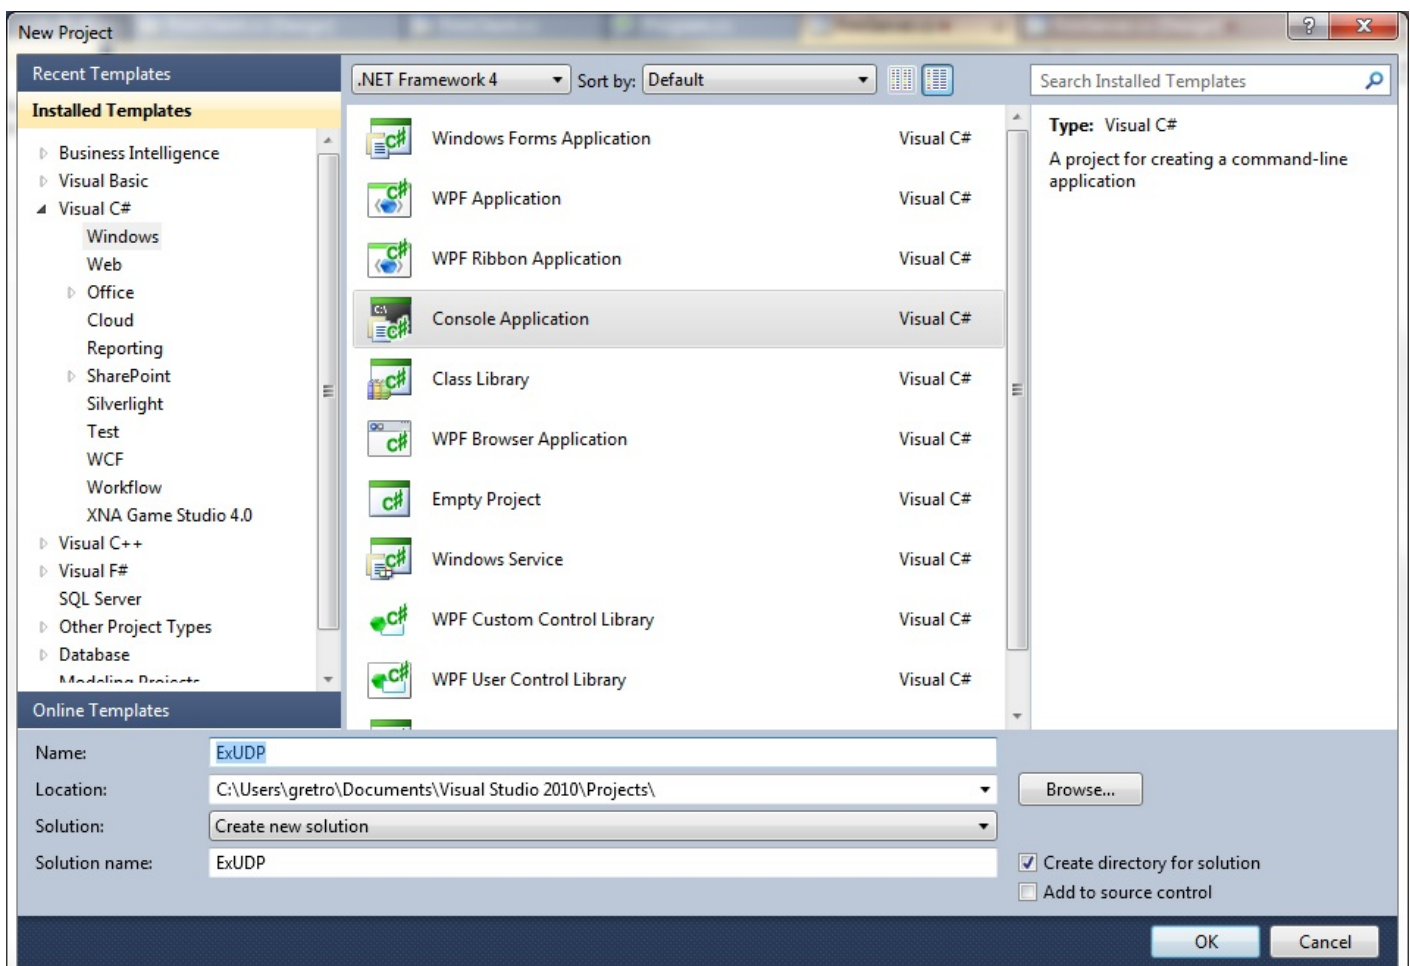 New Project
Recent Templates
Installed Templates
Business Intelligence
Visual Basic
Visual C#
Windows
Web
Office
Cloud
Reporting
SharePoint
Silverlight
Test
WCF
Workflow
XNA Game Studio 4.0
Visual C++
Visual F#
SQL Server
Other Project Types
Database
Modeling Projects
Online Templates
.NET Framework 4
Sort by: Default
Search Installed Templates
Windows Forms Application Visual C#
WPF Application Visual C#
WPF Ribbon Application Visual C#
Console Application Visual C#
Class Library Visual C#
WPF Browser Application Visual C#
Empty Project Visual C#
Windows Service Visual C#
WPF Custom Control Library Visual C#
WPF User Control Library Visual C#
Type: Visual C#
A project for creating a command-line
application
Name: ExUDP
Location: C:\Users\gretro\Documents\Visual Studio 2010\Projects\
Browse...
Solution: Create new solution
Solution name: ExUDP
Create directory for solution
Add to source control
OK
Cancel